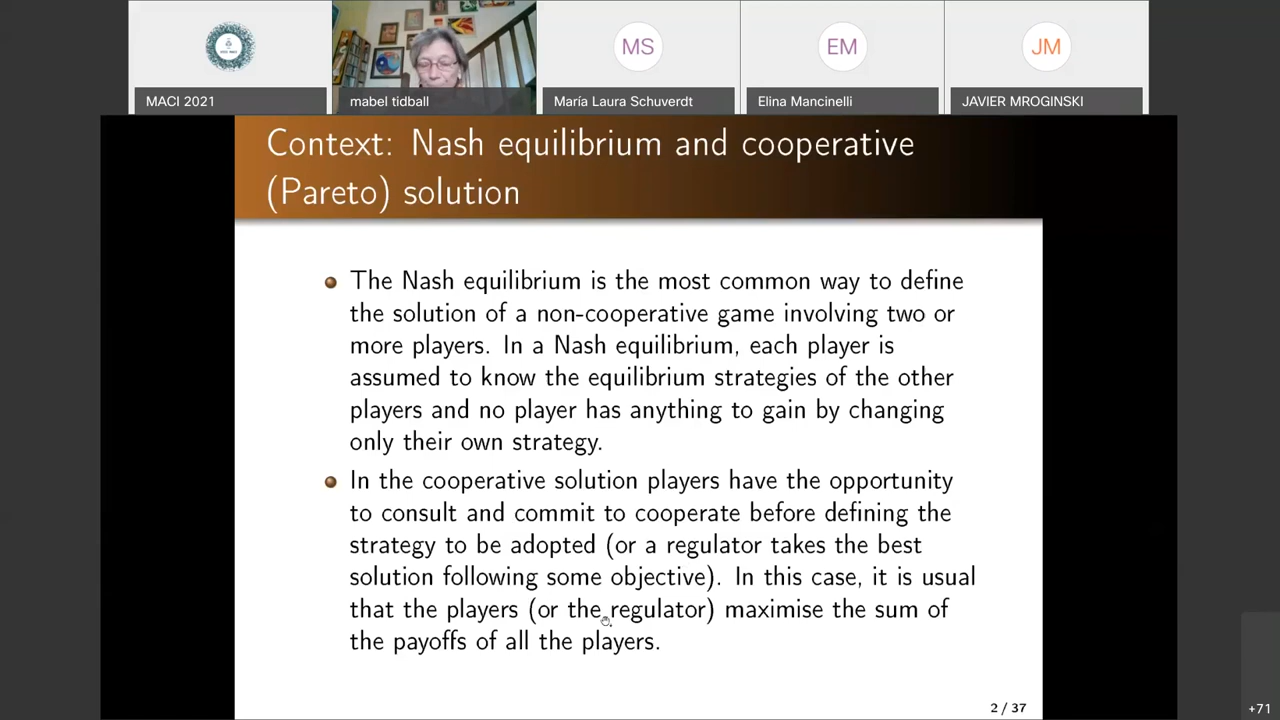 MS
EM
JM
MACI 2021
mabel tidball
María Laura Schuverdt
Elina Mancinelli
JAVIER MROGINSKI
Context: Nash equilibrium and cooperative
(Pareto) solution
The Nash equilibrium is the most common way to define
the solution of a non-cooperative game involving two or
more players. In a Nash equilibrium, each player is
assumed to know the equilibrium strategies of the other
players and no player has anything to gain by changing
only their own strategy.
In the cooperative solution players have the opportunity
to consult and commit to cooperate before defining the
strategy to be adopted (or a regulator takes the best
solution following some objective). In this case, it is usual
that the players (or the regulator) maximise the sum of
the payoffs of all the players.
2 / 37
+71